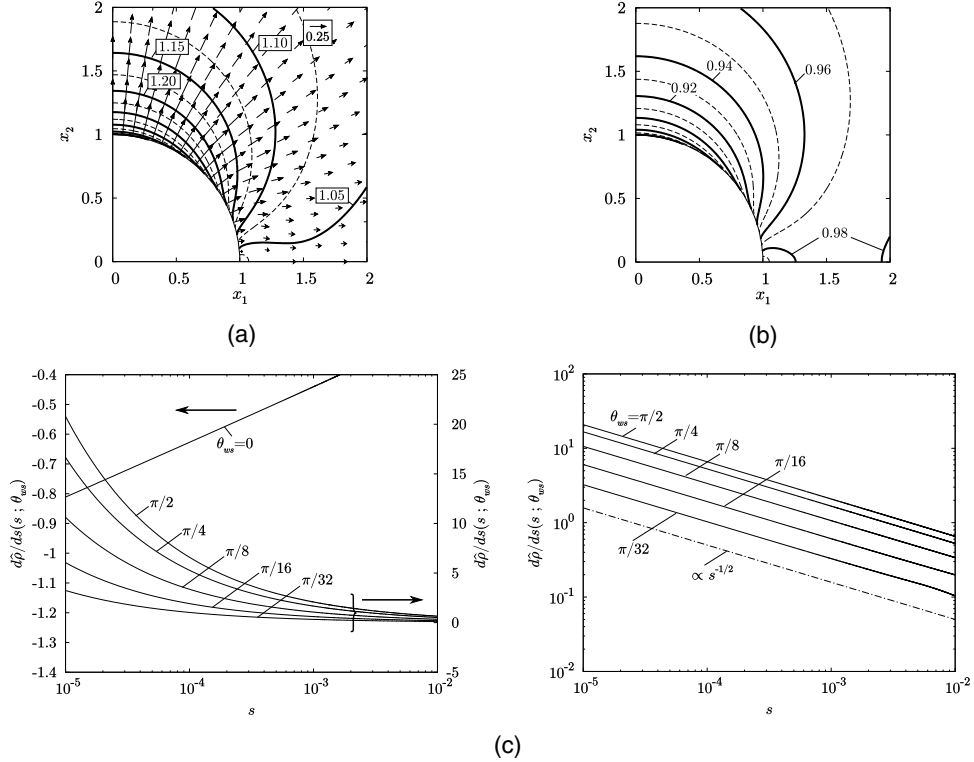 2
1.5
1
0.5
0
x₂
1.15
1.20
1.10
0.25
1.05
0 0.5 1 1.5 2
x₁
(a)
2
1.5
1
0.5
0
x₂
0.94
0.92
0.96
0.98
0 0.5 1 1.5 2
x₁
(b)
-0.4
-0.5
-0.6
-0.7
-0.8
-0.9
-1
-1.1
-1.2
-1.3
-1.4
dρ̂/ds(s ; θ_ws)
θ_ws=0
π/2
π/4
π/8
π/16
π/32
25
20
15
10
5
0
-5
dρ̂/ds(s ; θ_ws)
10⁻⁵ 10⁻⁴ 10⁻³ 10⁻²
s
10²
10¹
10⁰
10⁻¹
10⁻²
dρ̂/ds(s ; θ_ws)
θ_ws=π/2
π/4
π/8
π/16
π/32
∝ s⁻¹/²
10⁻⁵ 10⁻⁴ 10⁻³ 10⁻²
s
(c)